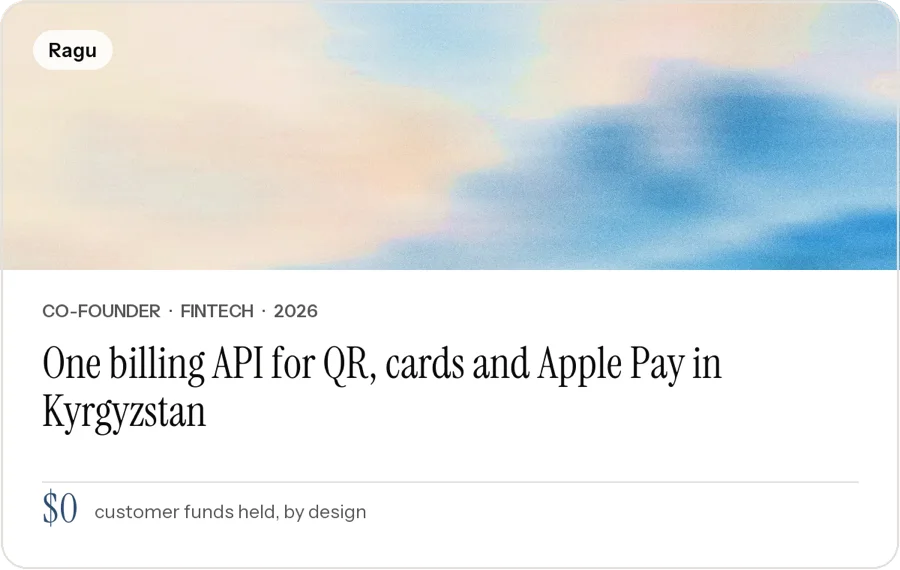 Ragu
CO-FOUNDER · FINTECH · 2026
One billing API for QR, cards and Apple Pay in
Kyrgyzstan
$0 customer funds held, by design